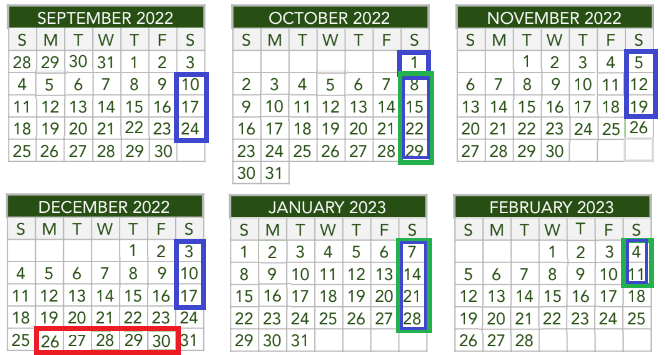 SEPTEMBER 2022
S M T W T F S
28 29 30 31 1 2 3
4 5 6 7 8 9 10
11 12 13 14 15 16 17
18 19 20 21 22 23 24
25 26 27 28 29 30
OCTOBER 2022
S M T W T F S
1
2 3 4 5 6 7 8
9 10 11 12 13 14 15
16 17 18 19 20 21 22
23 24 25 26 27 28 29
30 31
NOVEMBER 2022
S M T W T F S
1 2 3 4 5
6 7 8 9 10 11 12
13 14 15 16 17 18 19
20 21 22 23 24 25 26
27 28 29 30
DECEMBER 2022
S M T W T F S
1 2 3
4 5 6 7 8 9 10
11 12 13 14 15 16 17
18 19 20 21 22 23 24
25 26 27 28 29 30 31
JANUARY 2023
S M T W T F S
1 2 3 4 5 6 7
8 9 10 11 12 13 14
15 16 17 18 19 20 21
22 23 24 25 26 27 28
29 30 31
FEBRUARY 2023
S M T W T F S
1 2 3 4
5 6 7 8 9 10 11
12 13 14 15 16 17 18
19 20 21 22 23 24 25
26 27 28